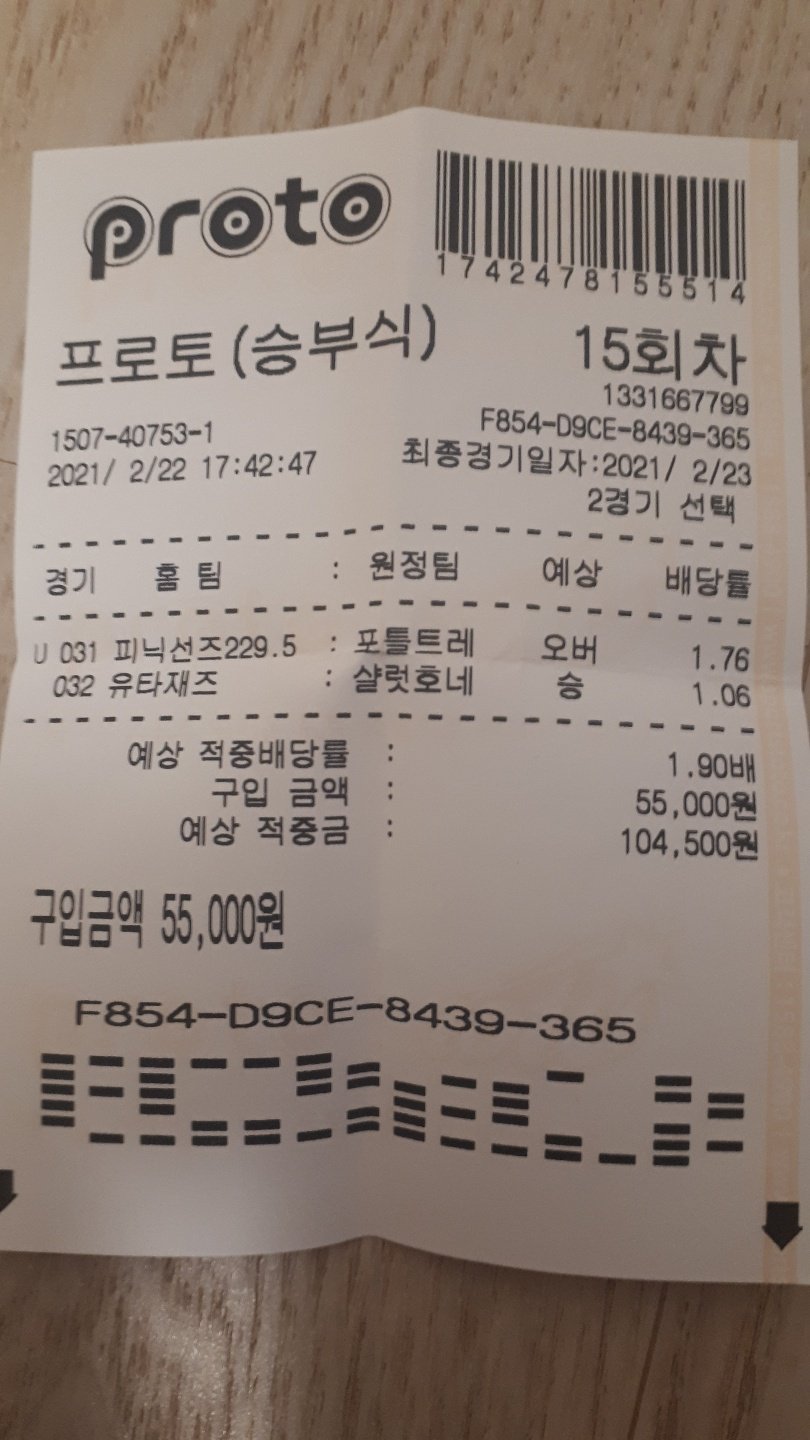 proto
17424781555514
프로토(승부식) 15회차
1331667799
1507-40753-1 F854-D9CE-8439-365
2021/ 2/22 17:42:47 최종경기일자:2021/ 2/23
2경기 선택
경기 홈 팀 : 원정팀 예상 배당률
U 031 피닉선즈229.5 : 포틀트레 오버 1.76
032 유타재즈 : 샬럿호네 승 1.06
예상 적중배당률 : 1.90배
구입 금액 : 55,000원
예상 적중금 : 104,500원
구입금액 55,000원
F854-D9CE-8439-365